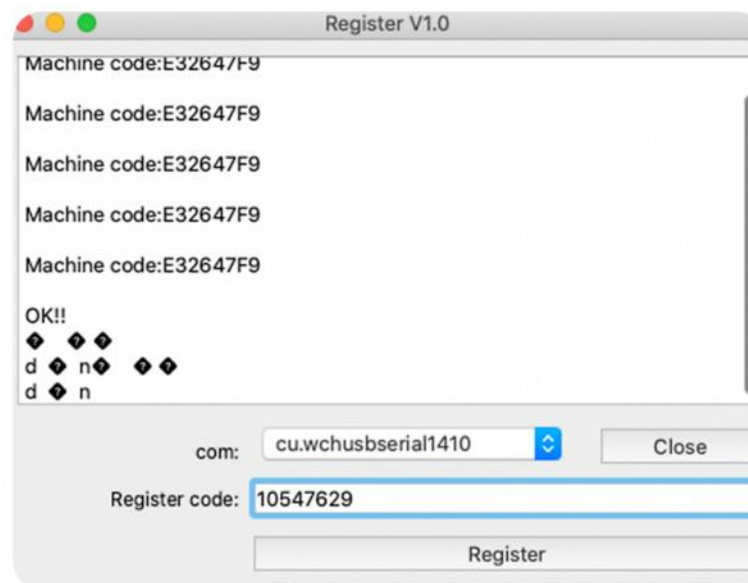 Register V1.0
Machine code:E32647F9
Machine code:E32647F9
Machine code:E32647F9
Machine code:E32647F9
Machine code:E32647F9
OK!!
� ��
d � n� ��
d � n
com: cu.wchusbserial1410 Close
Register code: 10547629
Register